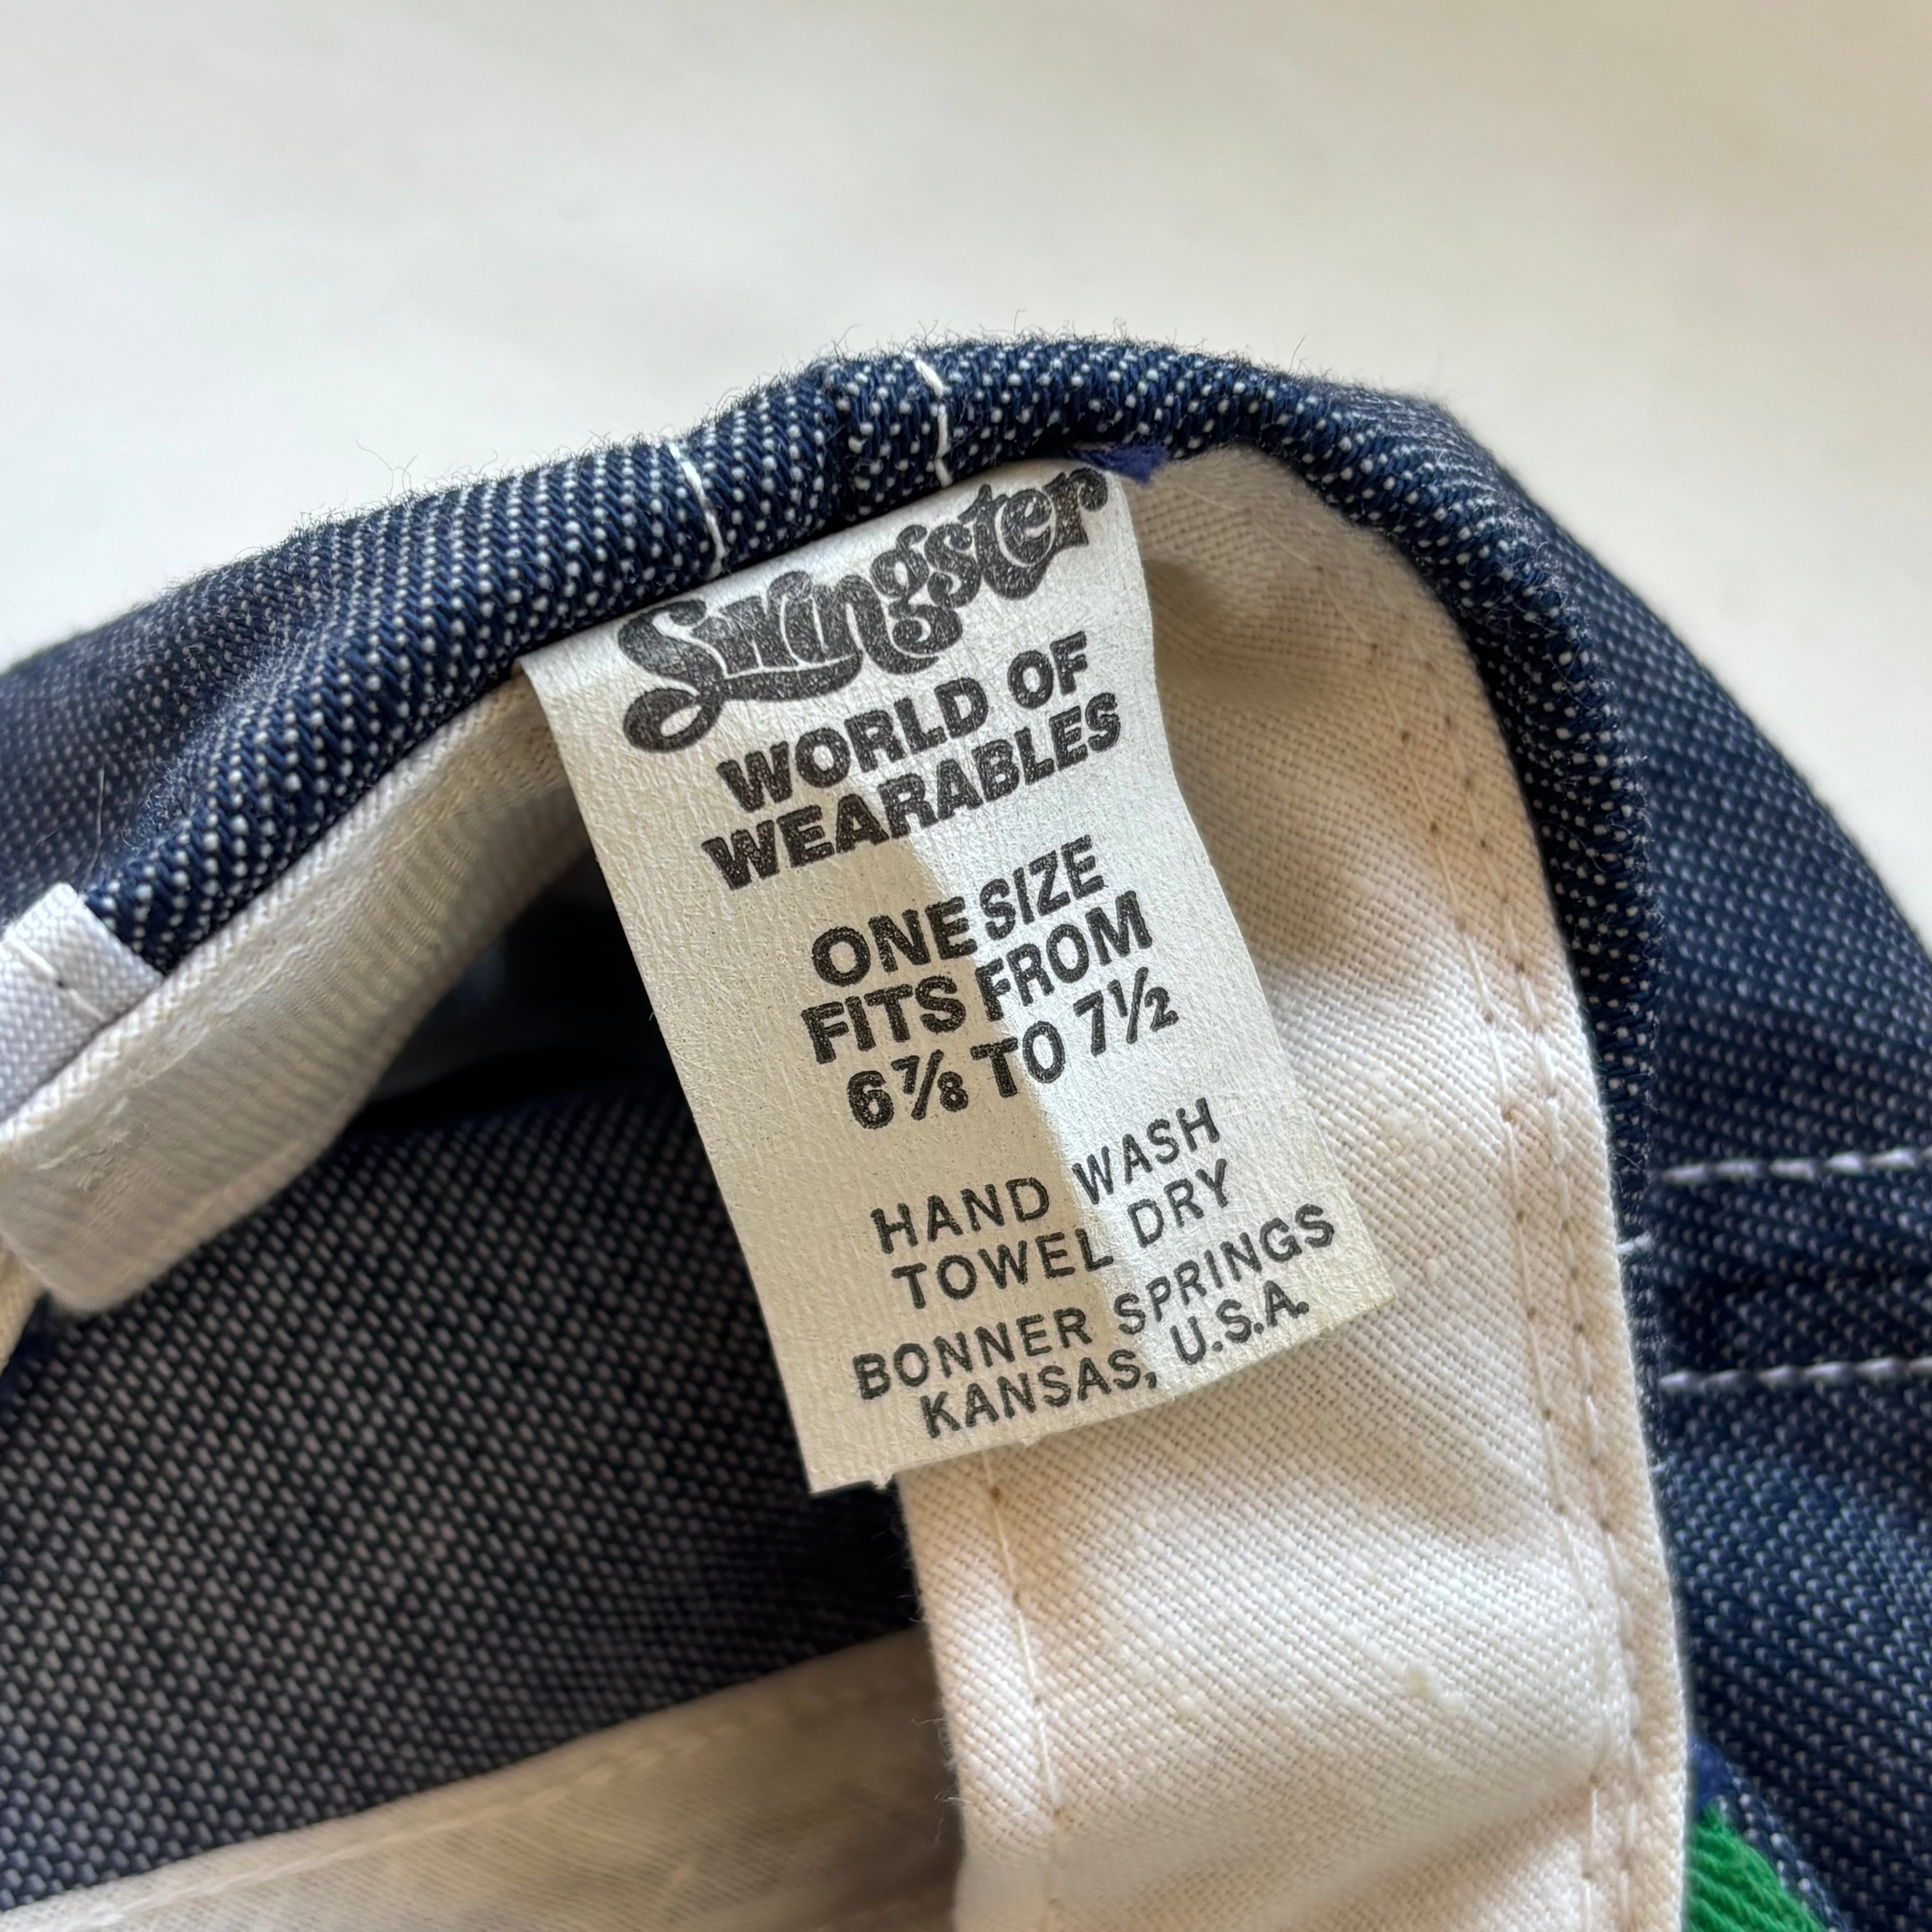 Swingster
WORLD OF
WEARABLES
ONE SIZE
FITS FROM
6⅞ TO 7½
HAND WASH
TOWEL DRY
BONNER SPRINGS
KANSAS, U.S.A.